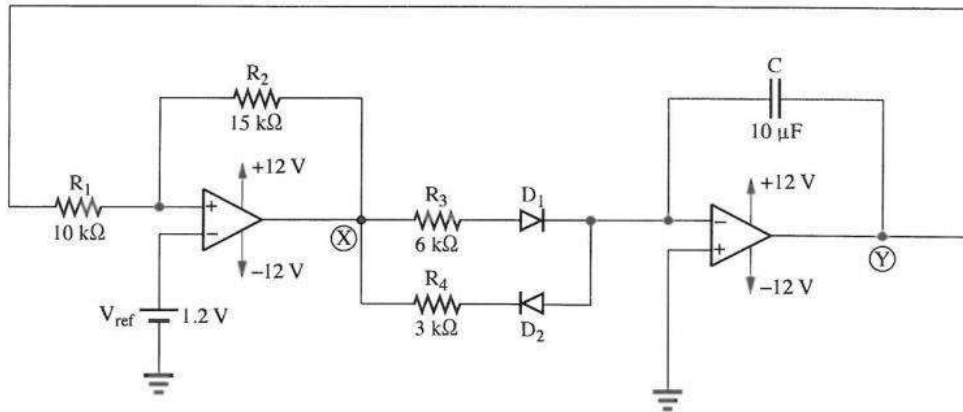 R2
15 kΩ
C
10 μF
+12 V
R1
10 kΩ
+
−
X
−12 V
R3
6 kΩ
D1
+12 V
−
+
Y
−12 V
R4
3 kΩ
D2
Vref
1.2 V